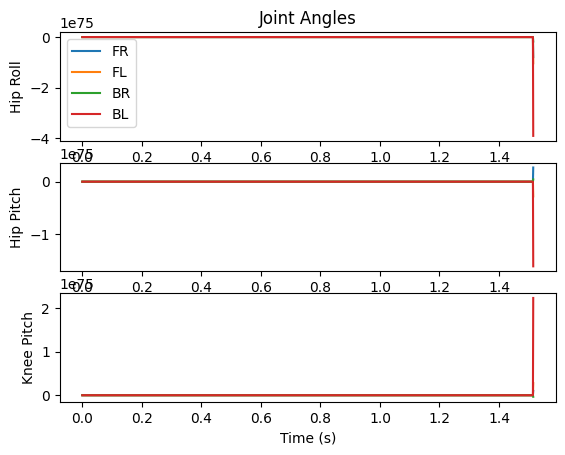 Joint Angles
1e75
0
−2
−4
Hip Roll
FR
FL
BR
BL
0.0 0.2 0.4 0.6 0.8 1.0 1.2 1.4
1e75
0
−1
Hip Pitch
0.0 0.2 0.4 0.6 0.8 1.0 1.2 1.4
1e75
2
1
0
Knee Pitch
0.0 0.2 0.4 0.6 0.8 1.0 1.2 1.4
Time (s)